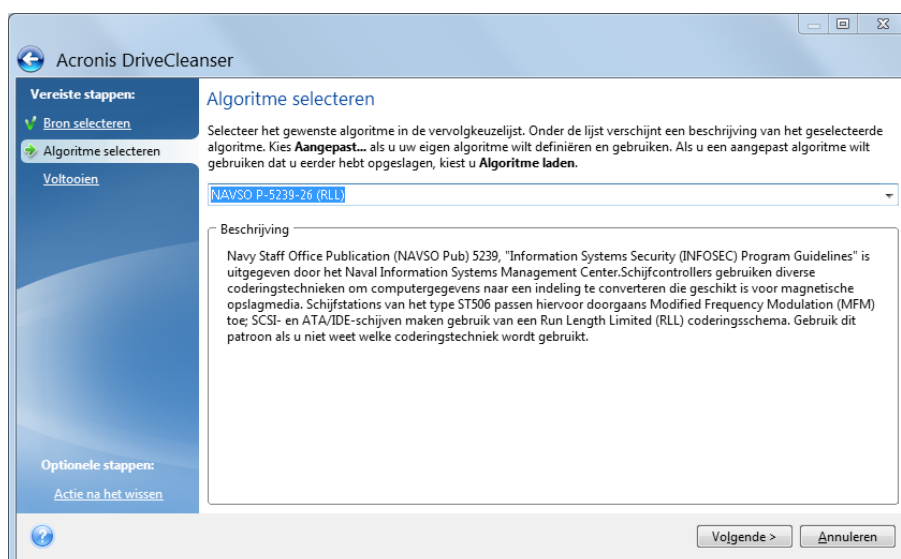 Acronis DriveCleanser
Vereiste stappen:
Bron selecteren
Algoritme selecteren
Voltooien
Optionele stappen:
Actie na het wissen
Algoritme selecteren
Selecteer het gewenste algoritme in de vervolgkeuzelijst. Onder de lijst verschijnt een beschrijving van het geselecteerde
algoritme. Kies Aangepast... als u uw eigen algoritme wilt definiëren en gebruiken. Als u een aangepast algoritme wilt
gebruiken dat u eerder hebt opgeslagen, kiest u Algoritme laden.
NAVSO P-5239-26 (RLL)
Beschrijving
Navy Staff Office Publication (NAVSO Pub) 5239, "Information Systems Security (INFOSEC) Program Guidelines" is
uitgegeven door het Naval Information Systems Management Center.Schijfcontrollers gebruiken diverse
coderingstechnieken om computergegevens naar een indeling te converteren die geschikt is voor magnetische
opslagmedia. Schijfstations van het type ST506 passen hiervoor doorgaans Modified Frequency Modulation (MFM)
toe; SCSI- en ATA/IDE-schijven maken gebruik van een Run Length Limited (RLL) coderingsschema. Gebruik dit
patroon als u niet weet welke coderingstechniek wordt gebruikt.
Volgende >
Annuleren